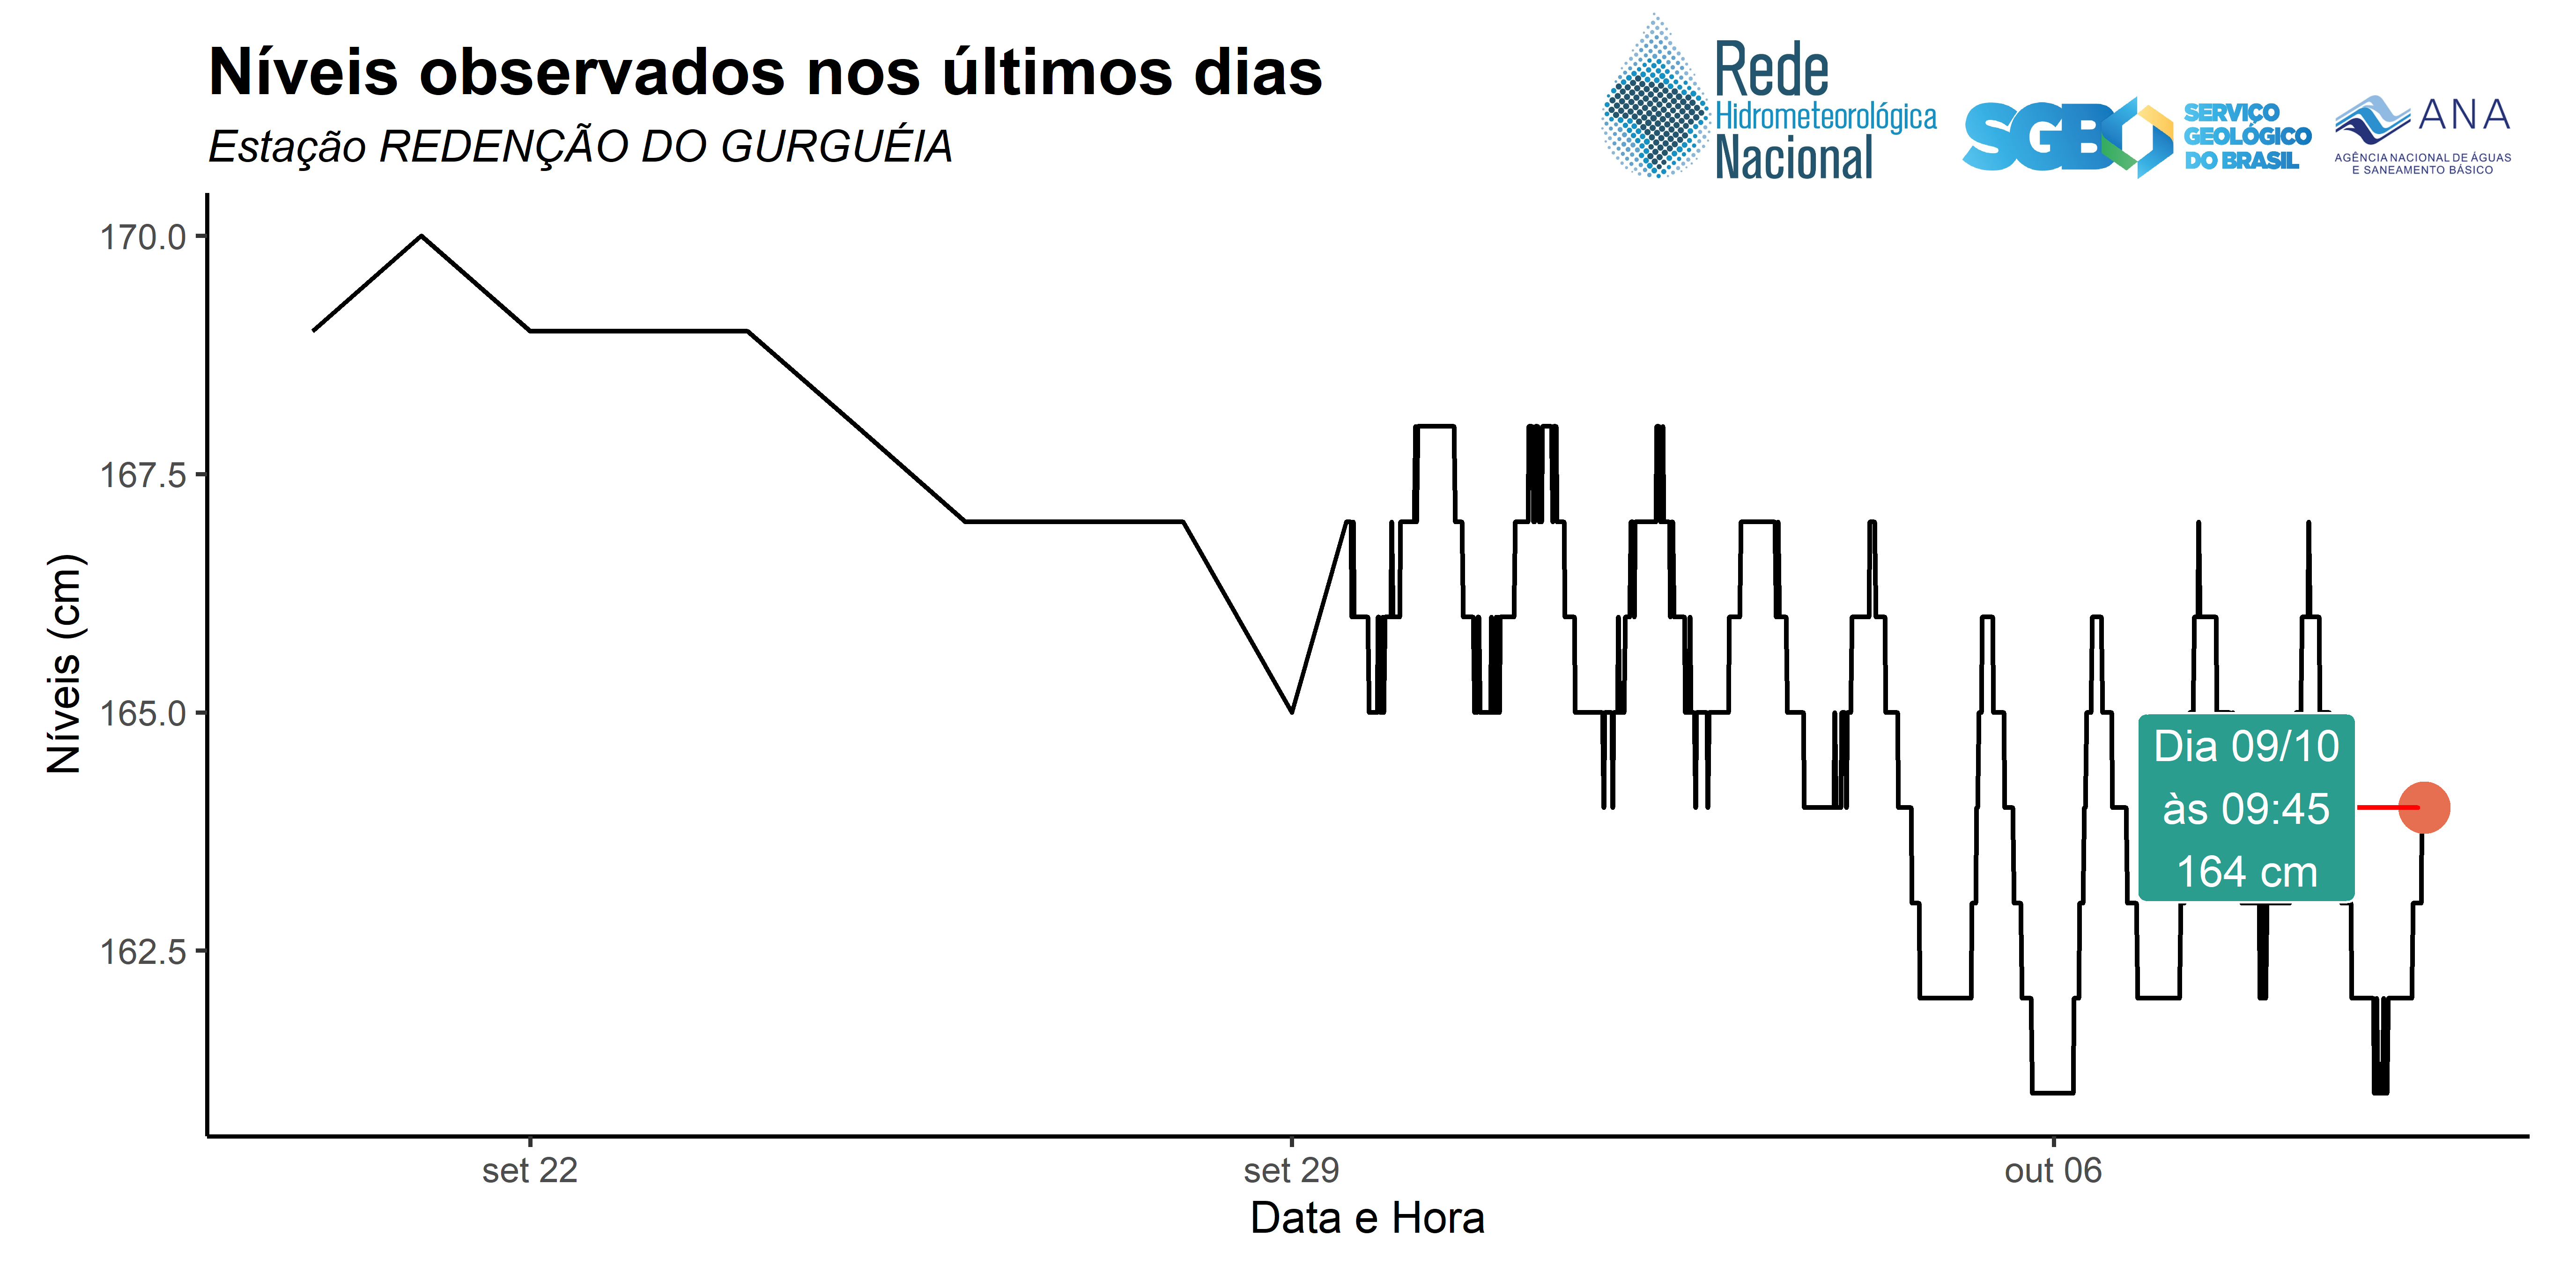 Níveis observados nos últimos dias
Estação REDENÇÃO DO GURGUÉIA
Rede
Hidrometeorológica
Nacional
SGB
SERVIÇO
GEOLÓGICO
DO BRASIL
ANA
AGÊNCIA NACIONAL DE ÁGUAS
E SANEAMENTO BÁSICO
170.0
167.5
165.0
162.5
Níveis (cm)
Dia 09/10
às 09:45
164 cm
set 22
set 29
out 06
Data e Hora